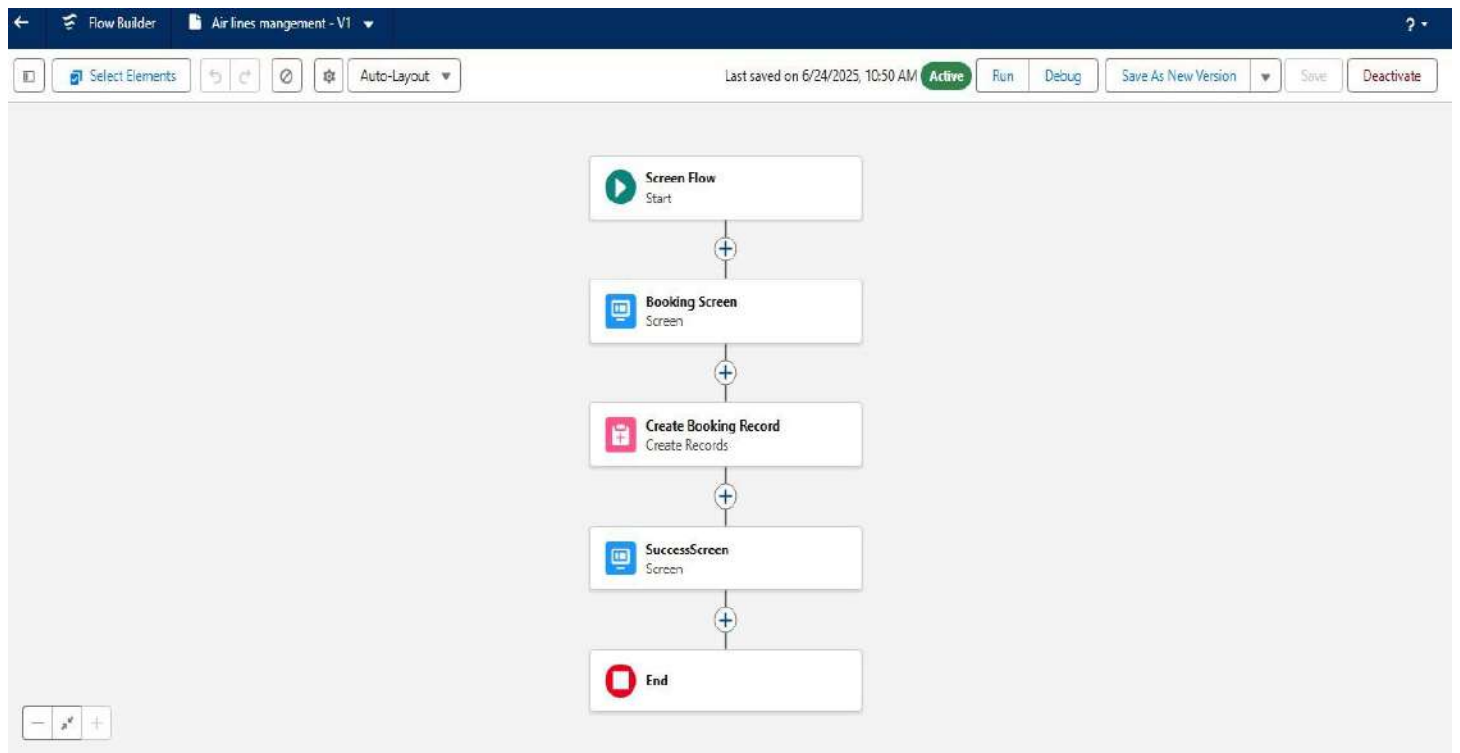 Flow Builder
Air lines mangement - V1
?
Select Elements
Auto-Layout
Last saved on 6/24/2025, 10:50 AM
Active
Run
Debug
Save As New Version
Save
Deactivate
Screen Flow
Start
Booking Screen
Screen
Create Booking Record
Create Records
SuccessScreen
Screen
End